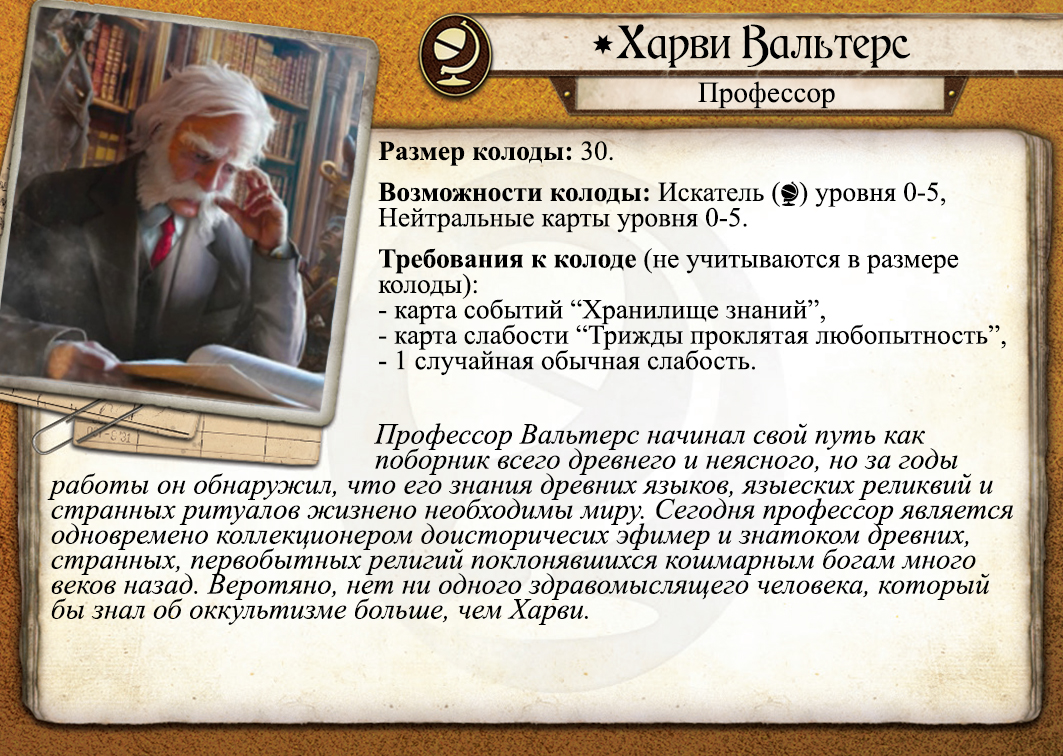 Харви Вальтерс
Профессор
Размер колоды: 30.
Возможности колоды: Искатель () уровня 0-5,
Нейтральные карты уровня 0-5.
Требования к колоде (не учитываются в размере
колоды):
- карта событий “Хранилище знаний”,
- карта слабости “Трижды проклятая любопытность”,
- 1 случайная обычная слабость.
Профессор Вальтерс начинал свой путь как
поборник всего древнего и неясного, но за годы
работы он обнаружил, что его знания древних языков, языеских реликвий и
странных ритуалов жизнено необходимы миру. Сегодня профессор является
одновремено коллекционером доисторичесих эфимер и знатоком древних,
странных, первобытных религий поклонявшихся кошмарным богам много
веков назад. Веротяно, нет ни одного здравомыслящего человека, который
бы знал об оккультизме больше, чем Харви.